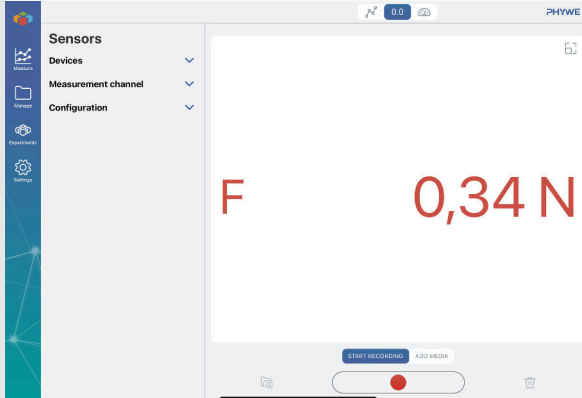 0.0
PHYWE
Sensors
Devices
Measurement channel
Configuration
Measure
Manage
Experiments
Settings
F 0,34 N
START RECORDING ADD MEDIA